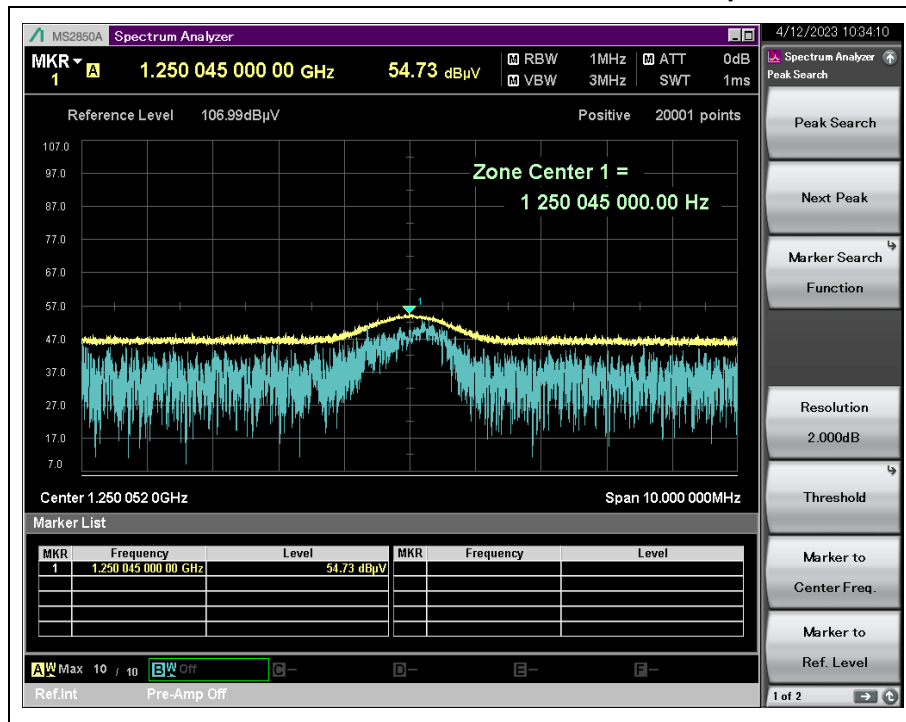 MS2850A Spectrum Analyzer
4/12/2023 10:34:10
MKR 1 A 1.250 045 000 00 GHz 54.73 dBµV
M RBW 1MHz M ATT 0dB
M VBW 3MHz SWT 1ms
Spectrum Analyzer
Peak Search
Reference Level 106.99dBµV Positive 20001 points
Zone Center 1 =
1 250 045 000.00 Hz
107.0
97.0
87.0
77.0
67.0
57.0
47.0
37.0
27.0
17.0
7.0
1
Center 1.250 052 0GHz Span 10.000 000MHz
Marker List
MKR Frequency Level MKR Frequency Level
1 1.250 045 000 00 GHz 54.73 dBµV
A W Max 10 / 10 B W Off C - D - E - F -
Ref.Int Pre-Amp Off
Peak Search
Next Peak
Marker Search
Function
Resolution
2.000dB
Threshold
Marker to
Center Freq.
Marker to
Ref. Level
1 of 2